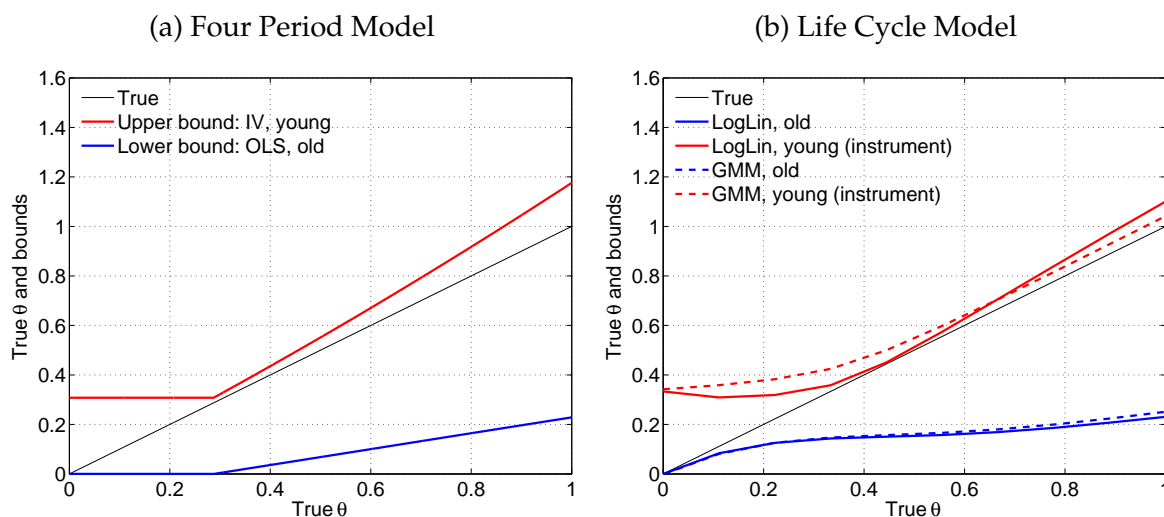 (a) Four Period Model
1.6
1.4
1.2
1
0.8
0.6
0.4
0.2
0
True θ and bounds
True
Upper bound: IV, young
Lower bound: OLS, old
0 0.2 0.4 0.6 0.8 1
True θ
(b) Life Cycle Model
1.6
1.4
1.2
1
0.8
0.6
0.4
0.2
0
True θ and bounds
True
LogLin, old
LogLin, young (instrument)
GMM, old
GMM, young (instrument)
0 0.2 0.4 0.6 0.8 1
True θ